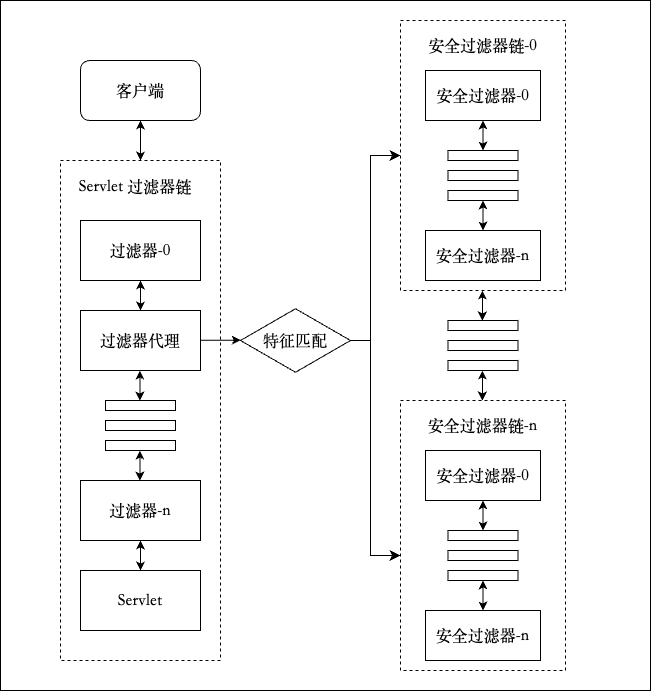 客户端
Servlet 过滤器链
过滤器-0
过滤器代理
过滤器-n
Servlet
特征匹配
安全过滤器链-0
安全过滤器-0
安全过滤器-n
安全过滤器链-n
安全过滤器-0
安全过滤器-n